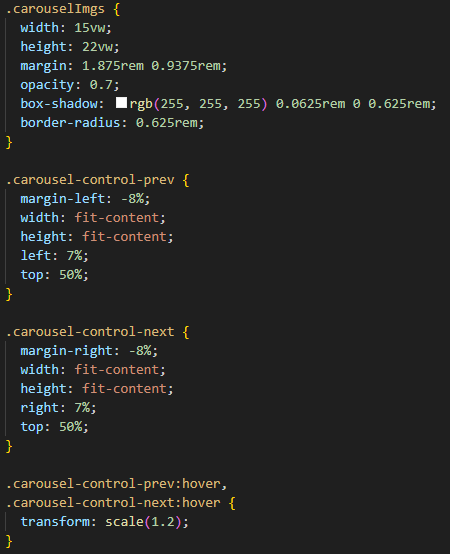 .carouselImgs {
  width: 15vw;
  height: 22vw;
  margin: 1.875rem 0.9375rem;
  opacity: 0.7;
  box-shadow: rgb(255, 255, 255) 0.0625rem 0 0.625rem;
  border-radius: 0.625rem;
}

.carousel-control-prev {
  margin-left: -8%;
  width: fit-content;
  height: fit-content;
  left: 7%;
  top: 50%;
}

.carousel-control-next {
  margin-right: -8%;
  width: fit-content;
  height: fit-content;
  right: 7%;
  top: 50%;
}

.carousel-control-prev:hover,
.carousel-control-next:hover {
  transform: scale(1.2);
}